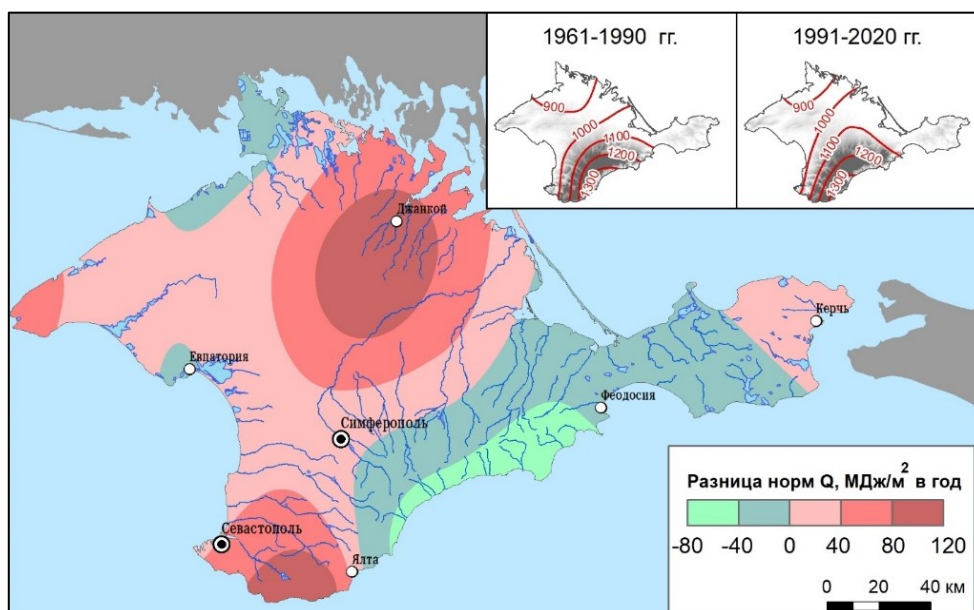 1961-1990 гг.
1991-2020 гг.
900
1000
1100
1200
1300
900
1000
1100
1200
1300
Джанкой
Керчь
Евпатория
Феодосия
Симферополь
Севастополь
Ялта
Разница норм Q, МДж/м² в год
-80 -40 0 40 80 120
0 20 40 км